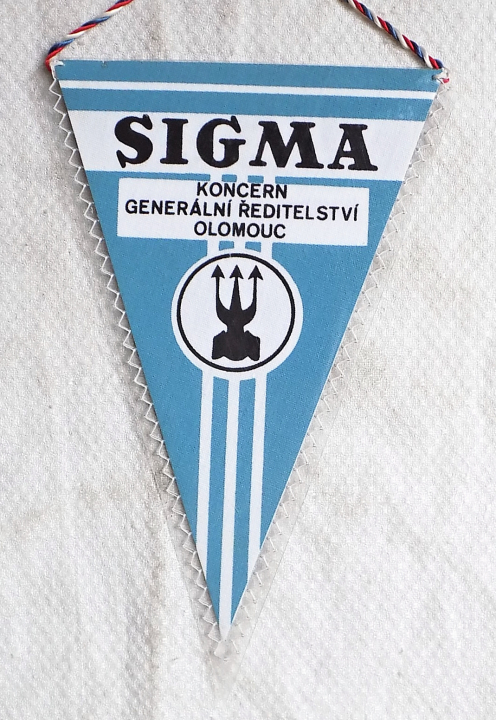 SIGMA
KONCERN
GENERÁLNÍ ŘEDITELSTVÍ
OLOMOUC